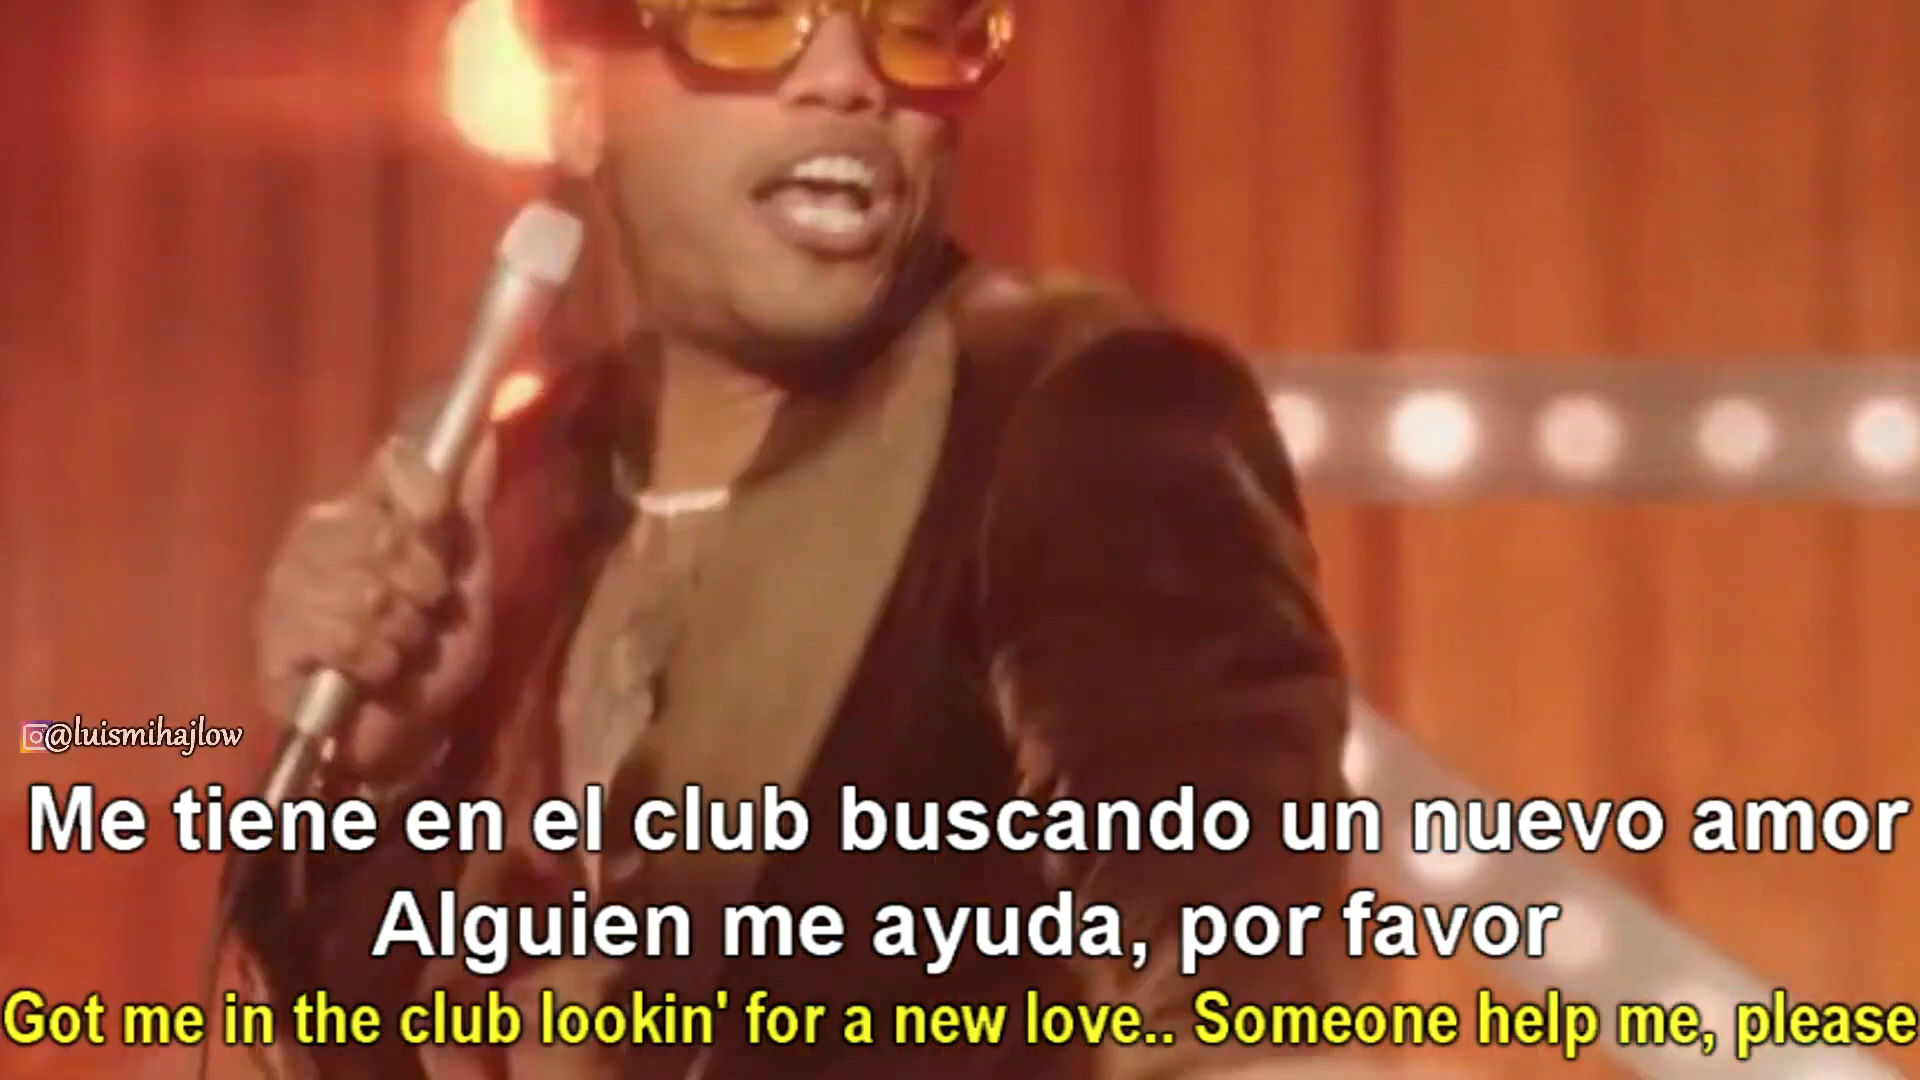 @luismihajlow
Me tiene en el club buscando un nuevo amor
Alguien me ayuda, por favor
Got me in the club lookin' for a new love.. Someone help me, please